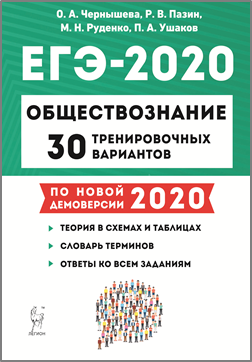 О. А. Чернышева, Р. В. Пазин,
М. Н. Руденко, П. А. Ушаков
ЕГЭ-2020
ОБЩЕСТВОЗНАНИЕ
30 ТРЕНИРОВОЧНЫХ
ВАРИАНТОВ
ПО НОВОЙ
ДЕМОВЕРСИИ 2020
ТЕОРИЯ В СХЕМАХ И ТАБЛИЦАХ
СЛОВАРЬ ТЕРМИНОВ
ОТВЕТЫ КО ВСЕМ ЗАДАНИЯМ
ЛЕГИОН